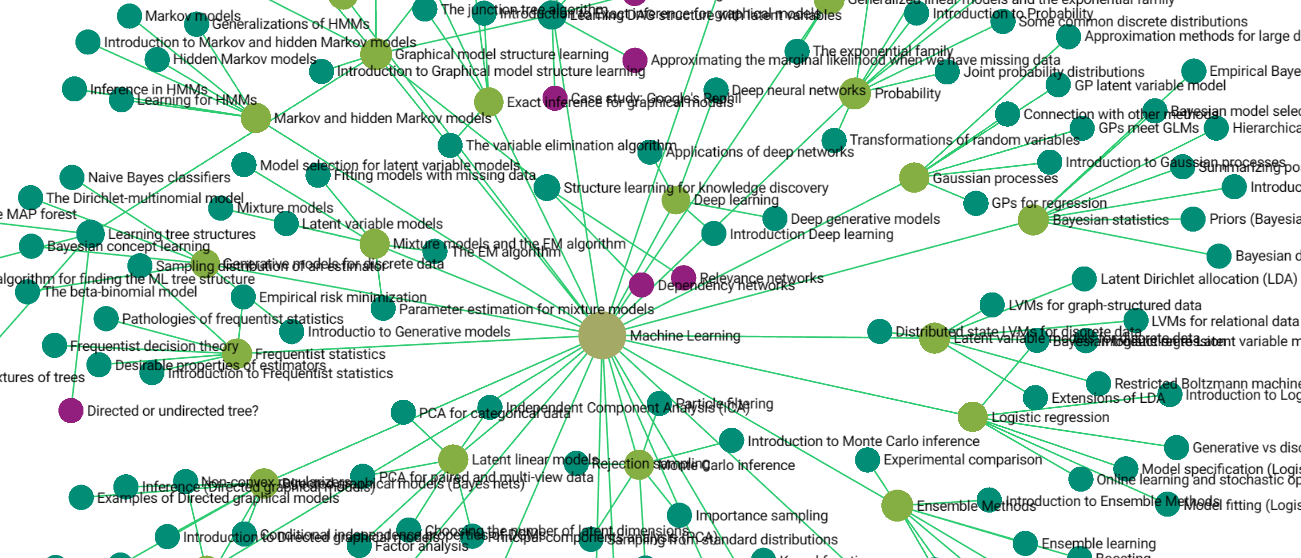 Markov models
The junction tree algorithm
Introduction to Probability
Generalizations of HMMs
Some common discrete distributions
Approximation methods for large d
Introduction to Markov and hidden Markov models
Graphical model structure learning
The exponential family
Hidden Markov models
Approximating the marginal likelihood when we have missing data
Introduction to Graphical model structure learning
Joint probability distributions
Empirical Baye
GP latent variable model
Inference in HMMs
Learning for HMMs
Deep neural networks
Probability
Case study: Google's
Exact inference for graphical models
Markov and hidden Markov models
Connection with other methods
Bayesian model selec
GPs meet GLMs
Hierarchica
The variable elimination algorithm
Applications of deep networks
Transformations of random variables
Model selection for latent variable models
Fitting models with missing data
Introduction to Gaussian processes
Summarizing po
Naive Bayes classifiers
Structure learning for knowledge discovery
Gaussian processes
Introduc
The Dirichlet-multinomial model
Deep learning
GPs for regression
e MAP forest
Mixture models
Latent variable models
Deep generative models
Bayesian statistics
Priors (Bayesia
Learning tree structures
Introduction Deep learning
Bayesian concept learning
Mixture models and the EM algorithm
The EM algorithm
Bayesian d
Generative models for discrete data
Sampling distribution of an estimator
algorithm for finding the ML tree structure
Relevance networks
Dependency networks
Latent Dirichlet allocation (LDA)
The beta-binomial model
Empirical risk minimization
Parameter estimation for mixture models
LVMs for graph-structured data
Pathologies of frequentist statistics
Introductio to Generative models
Machine Learning
Distributed state LVMs for discrete data
LVMs for relational data
Latent variable models for discrete data
Frequentist decision theory
Frequentist statistics
Desirable properties of estimators
Introduction to Frequentist statistics
xtures of trees
Restricted Boltzmann machine
Extensions of LDA
Introduction to Log
Directed or undirected tree?
PCA for categorical data
Independent Component Analysis (ICA)
Particle filtering
Logistic regression
Introduction to Monte Carlo inference
Generative vs disc
Latent linear models
Rejection sampling
Monte Carlo inference
Experimental comparison
Model specification (Logis
Online learning and stochastic op
PCA for paired and multi-view data
Non-convex regularizers
Inference (Directed graphical models)
Examples of Directed graphical models
Introduction to Ensemble Methods
Ensemble Methods
Model fitting (Logis
Importance sampling
Choosing the number of latent dimensions
Conditional independence properties of DGMs
Introduction to Directed graphical models
Principal components analysis (PCA)
Sampling from standard distributions
Factor analysis
Ensemble learning
Boosting